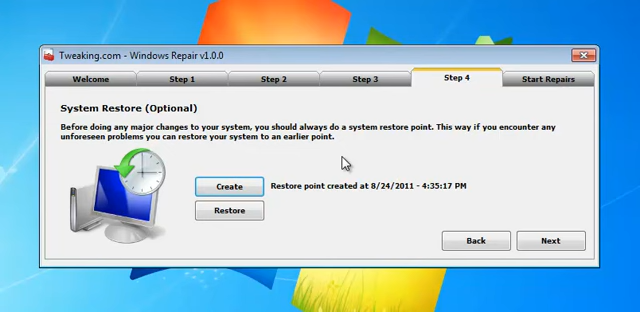 Tweaking.com - Windows Repair v1.0.0
Welcome
Step 1
Step 2
Step 3
Step 4
Start Repairs
System Restore (Optional)
Before doing any major changes to your system, you should always do a system restore point. This way if you encounter any
unforeseen problems you can restore your system to an earlier point.
Create
Restore point created at 8/24/2011 - 4:35:17 PM
Restore
Back
Next